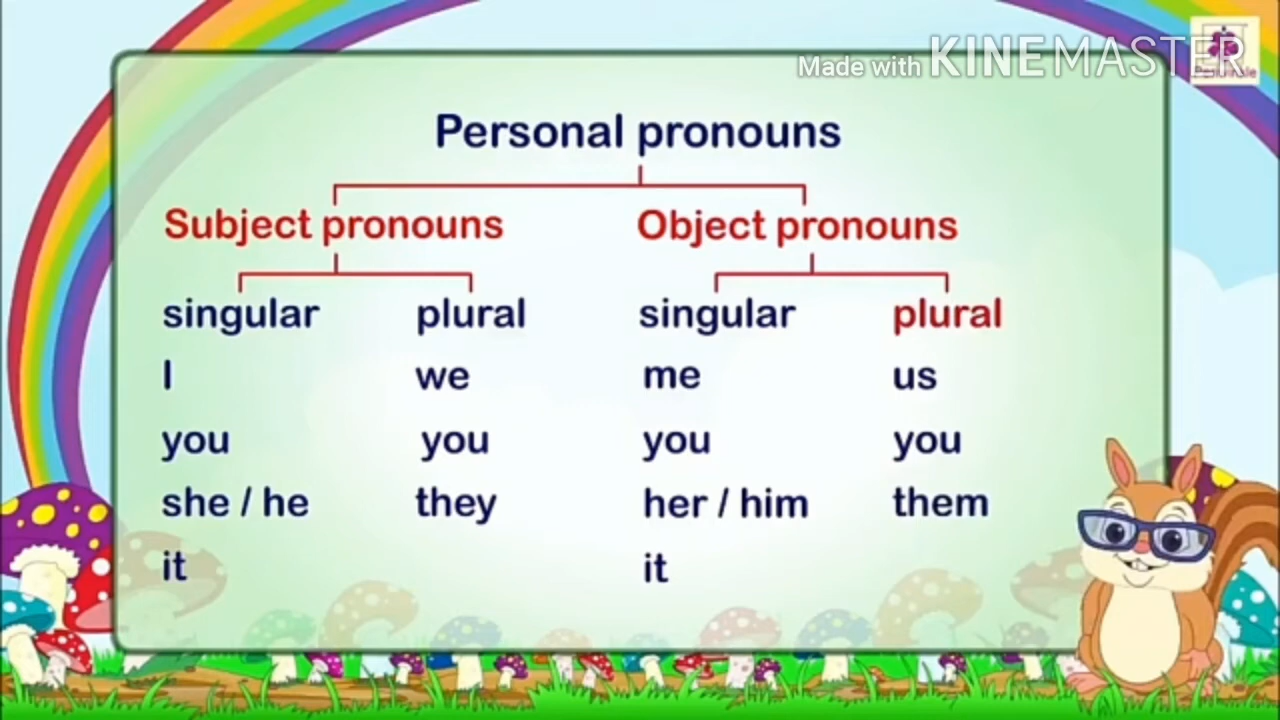 Made with KINEMASTER
Personal pronouns
Subject pronouns Object pronouns
singular plural singular plural
I we me us
you you you you
she / he they her / him them
it it